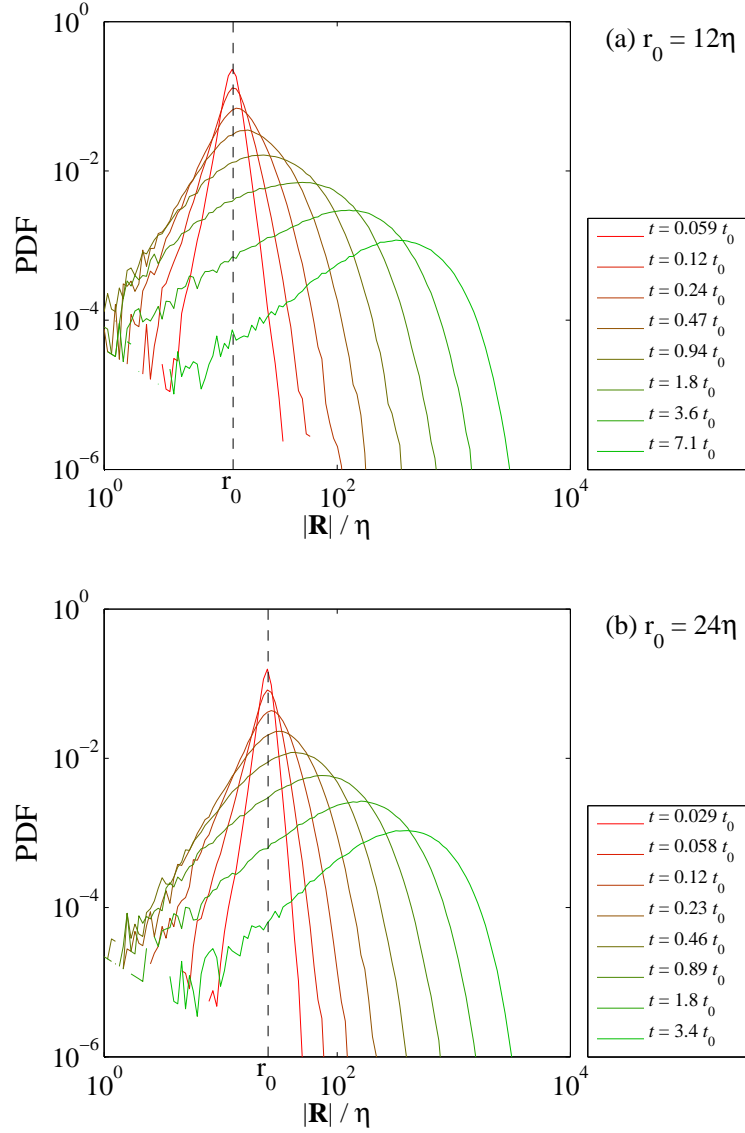 (a) r_0 = 12η
10^0
10^-2
10^-4
10^-6
PDF
10^0
r_0
10^2
10^4
|R| / η
t = 0.059 t_0
t = 0.12 t_0
t = 0.24 t_0
t = 0.47 t_0
t = 0.94 t_0
t = 1.8 t_0
t = 3.6 t_0
t = 7.1 t_0
(b) r_0 = 24η
10^0
10^-2
10^-4
10^-6
PDF
10^0
r_0
10^2
10^4
|R| / η
t = 0.029 t_0
t = 0.058 t_0
t = 0.12 t_0
t = 0.23 t_0
t = 0.46 t_0
t = 0.89 t_0
t = 1.8 t_0
t = 3.4 t_0